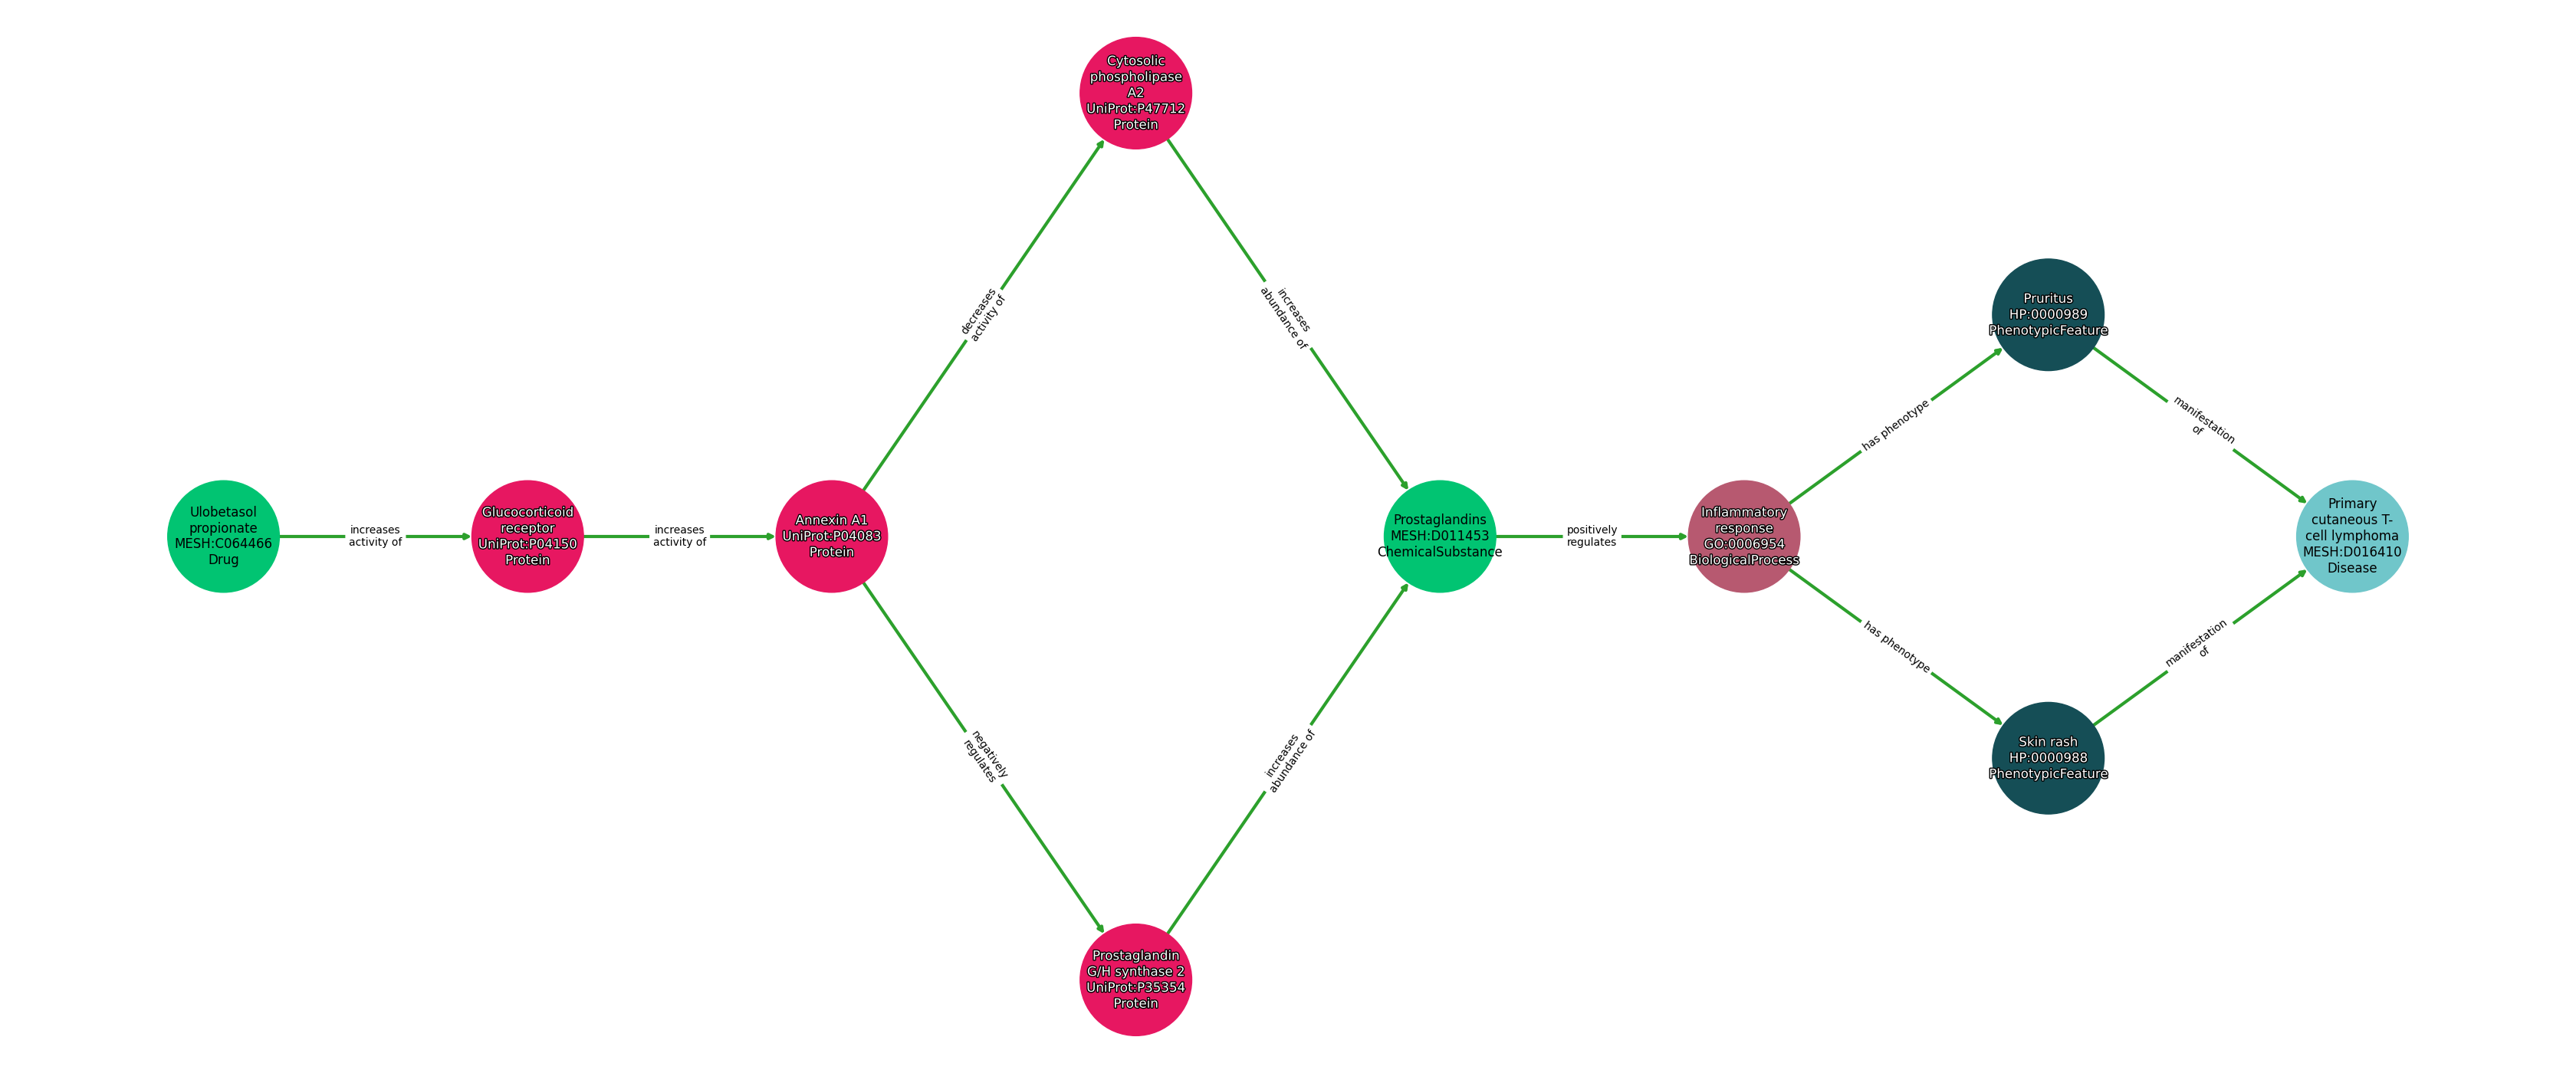 Cytosolic
phospholipase
A2
UniProt:P47712
Protein
decreases
activity of
increases
abundance of
Pruritus
HP:0000989
PhenotypicFeature
has phenotype
manifestation
of
Ulobetasol
propionate
MESH:C064466
Drug
increases
activity of
Glucocorticoid
receptor
UniProt:P04150
Protein
increases
activity of
Annexin A1
UniProt:P04083
Protein
Prostaglandins
MESH:D011453
ChemicalSubstance
positively
regulates
Inflammatory
response
GO:0006954
BiologicalProcess
Primary
cutaneous T-
cell lymphoma
MESH:D016410
Disease
has phenotype
manifestation
of
negatively
regulates
increases
abundance of
Skin rash
HP:0000988
PhenotypicFeature
Prostaglandin
G/H synthase 2
UniProt:P35354
Protein